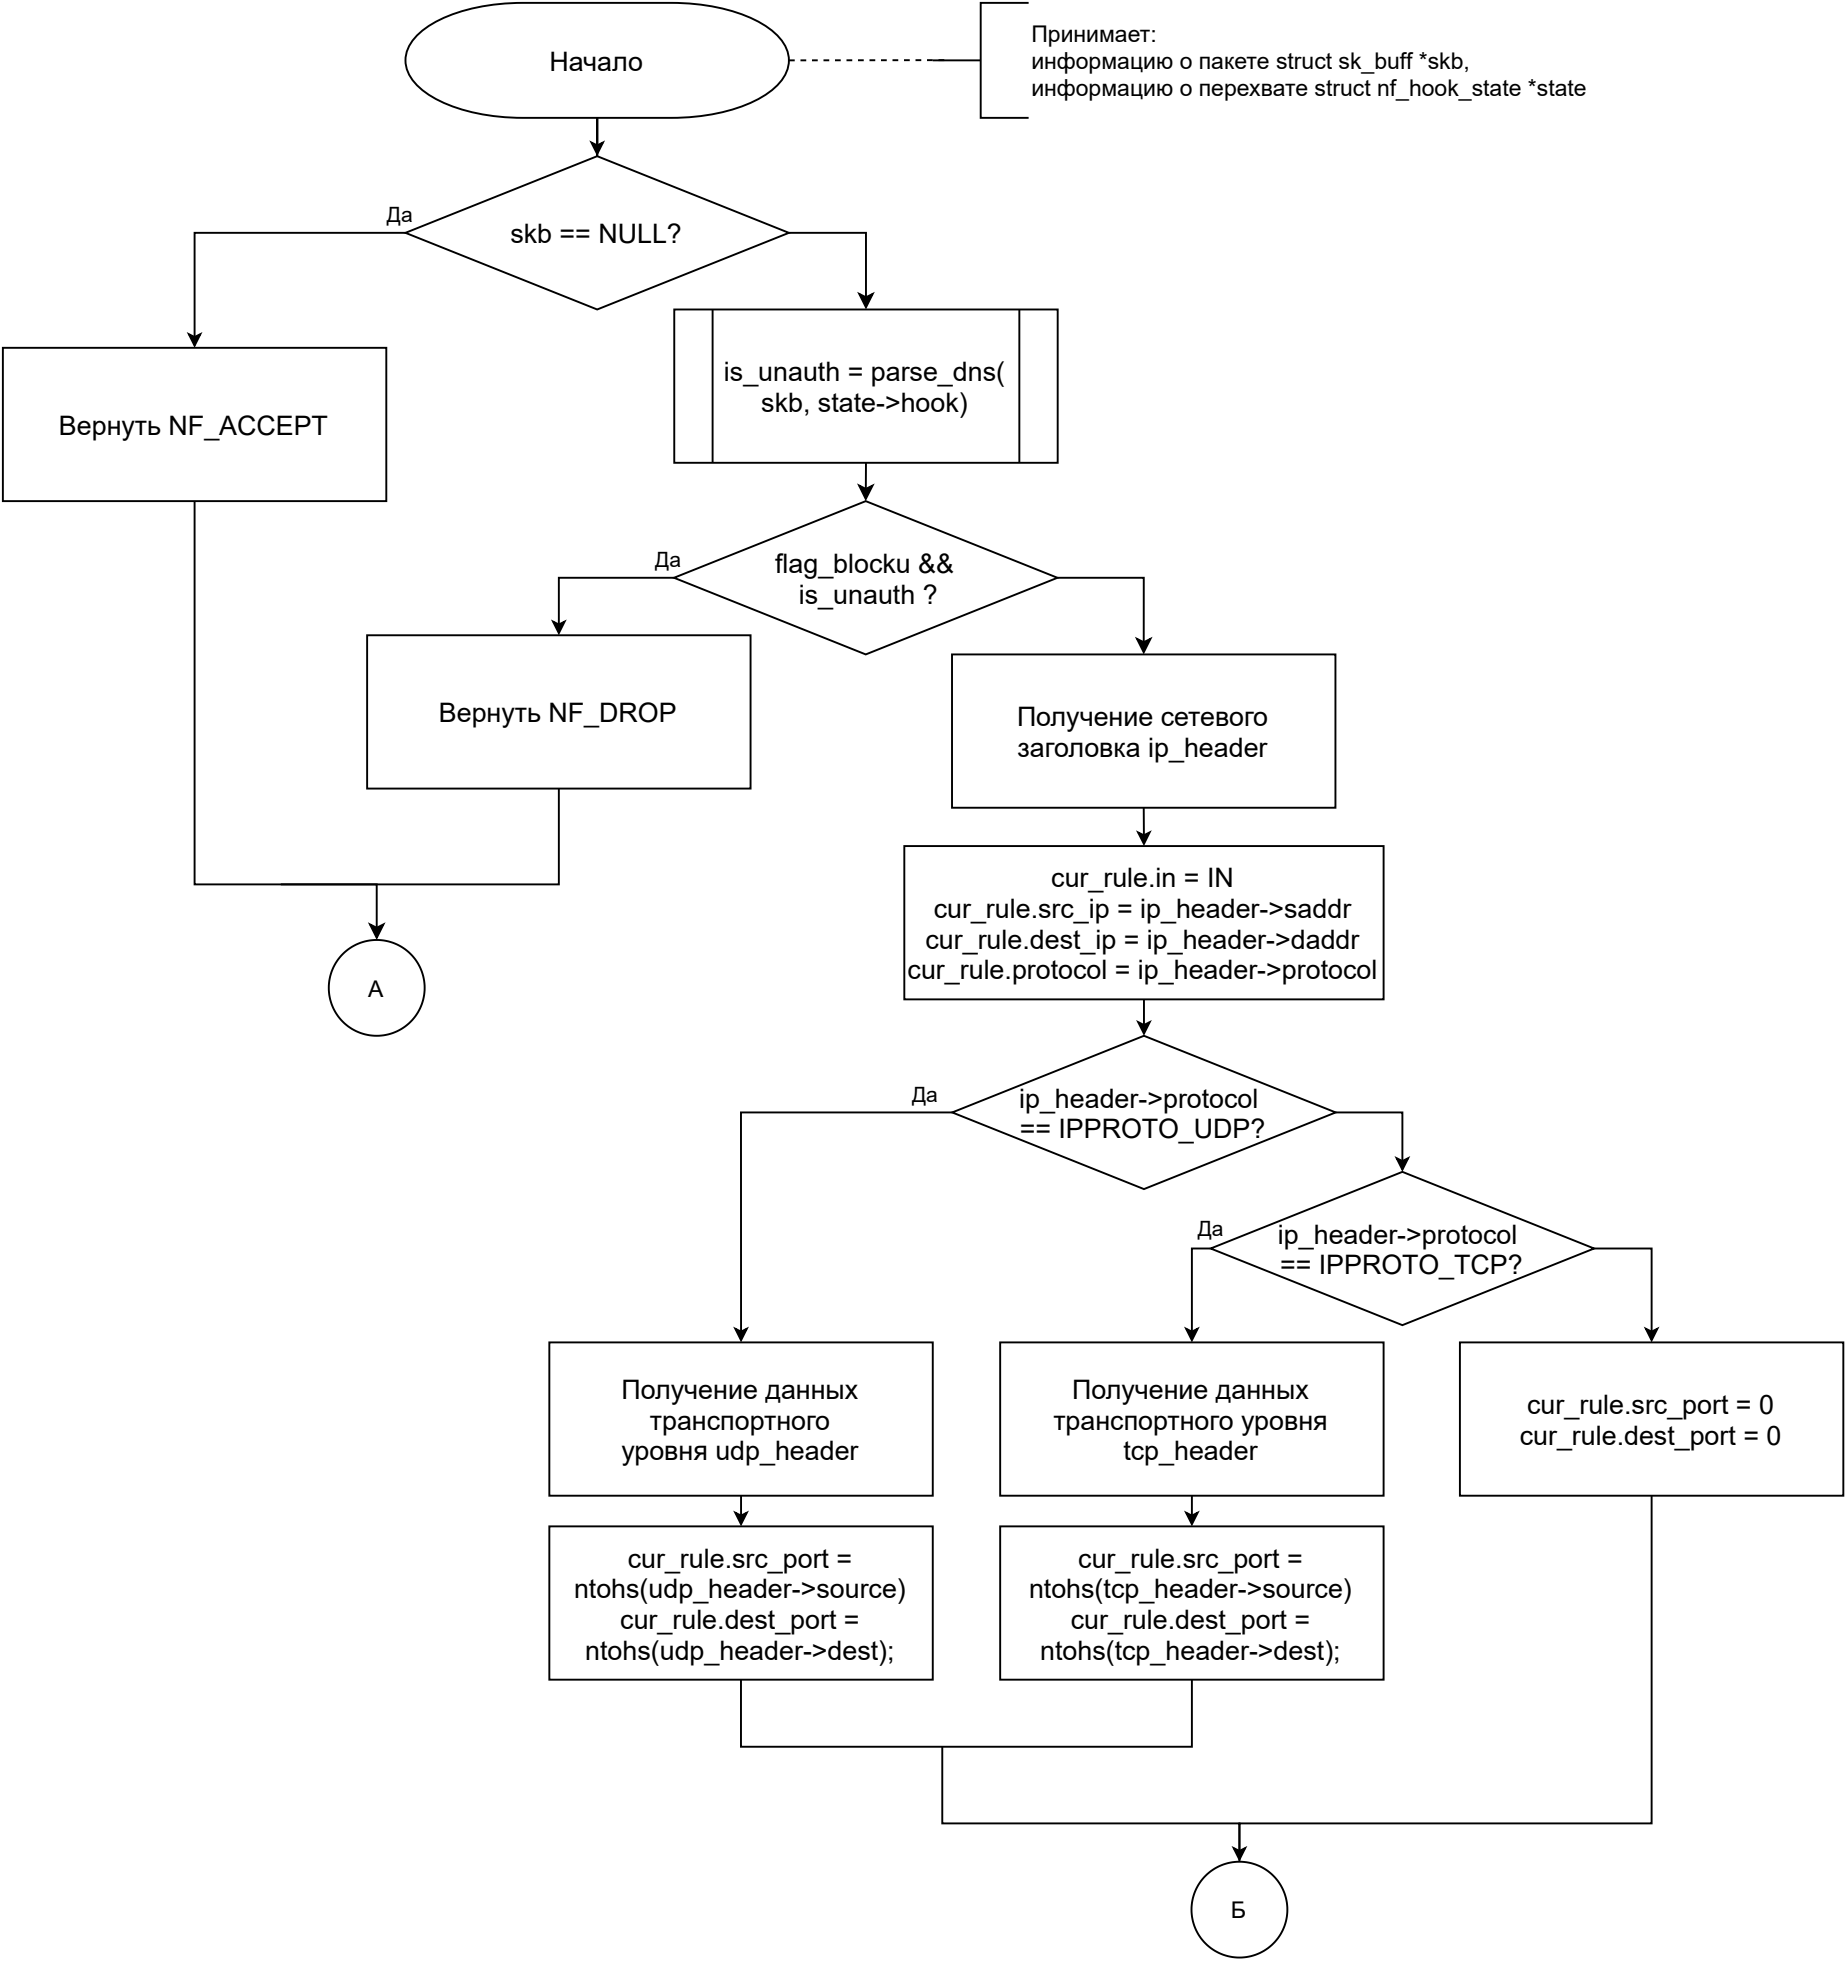 Начало
Принимает:
информацию о пакете struct sk_buff *skb,
информацию о перехвате struct nf_hook_state *state
Да
skb == NULL?
Вернуть NF_ACCEPT
is_unauth = parse_dns(
skb, state->hook)
Да
flag_blocku &&
is_unauth ?
Вернуть NF_DROP
Получение сетевого
заголовка ip_header
cur_rule.in = IN
cur_rule.src_ip = ip_header->saddr
cur_rule.dest_ip = ip_header->daddr
cur_rule.protocol = ip_header->protocol
А
Да
ip_header->protocol
== IPPROTO_UDP?
Да
ip_header->protocol
== IPPROTO_TCP?
Получение данных
транспортного
уровня udp_header
Получение данных
транспортного уровня
tcp_header
cur_rule.src_port = 0
cur_rule.dest_port = 0
cur_rule.src_port =
ntohs(udp_header->source)
cur_rule.dest_port =
ntohs(udp_header->dest);
cur_rule.src_port =
ntohs(tcp_header->source)
cur_rule.dest_port =
ntohs(tcp_header->dest);
Б